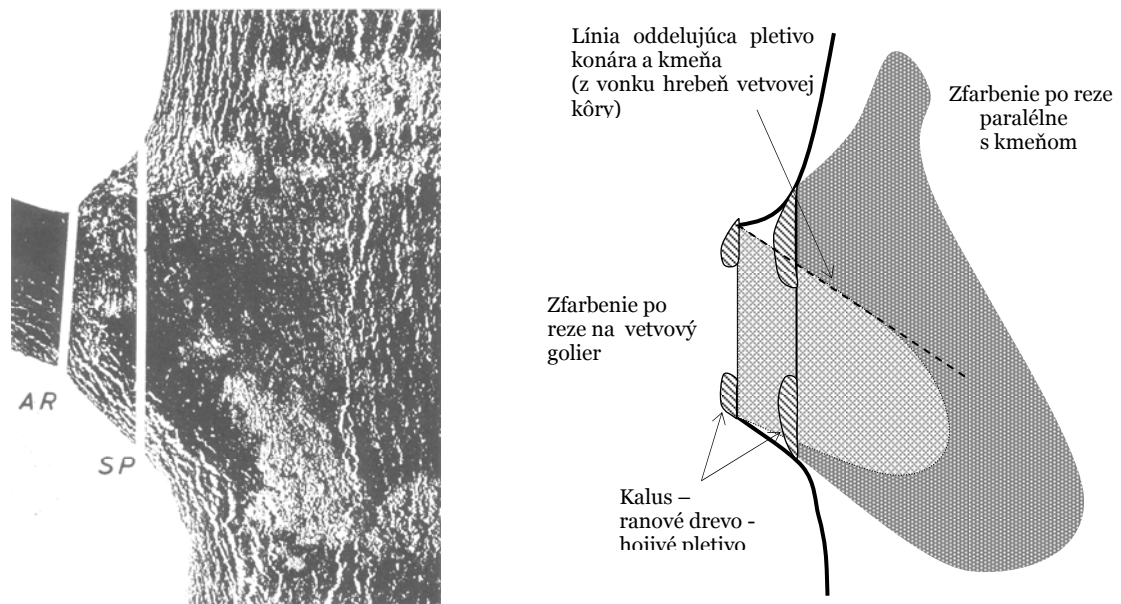 AR
SP
Línia oddelujúca pletivo
konára a kmeňa
(z vonku hrebeň vetvovej
kôry)
Zfarbenie po reze
paralélne
s kmeňom
Zfarbenie po
reze na vetvový
golier
Kalus –
ranové drevo -
hojivé pletivo